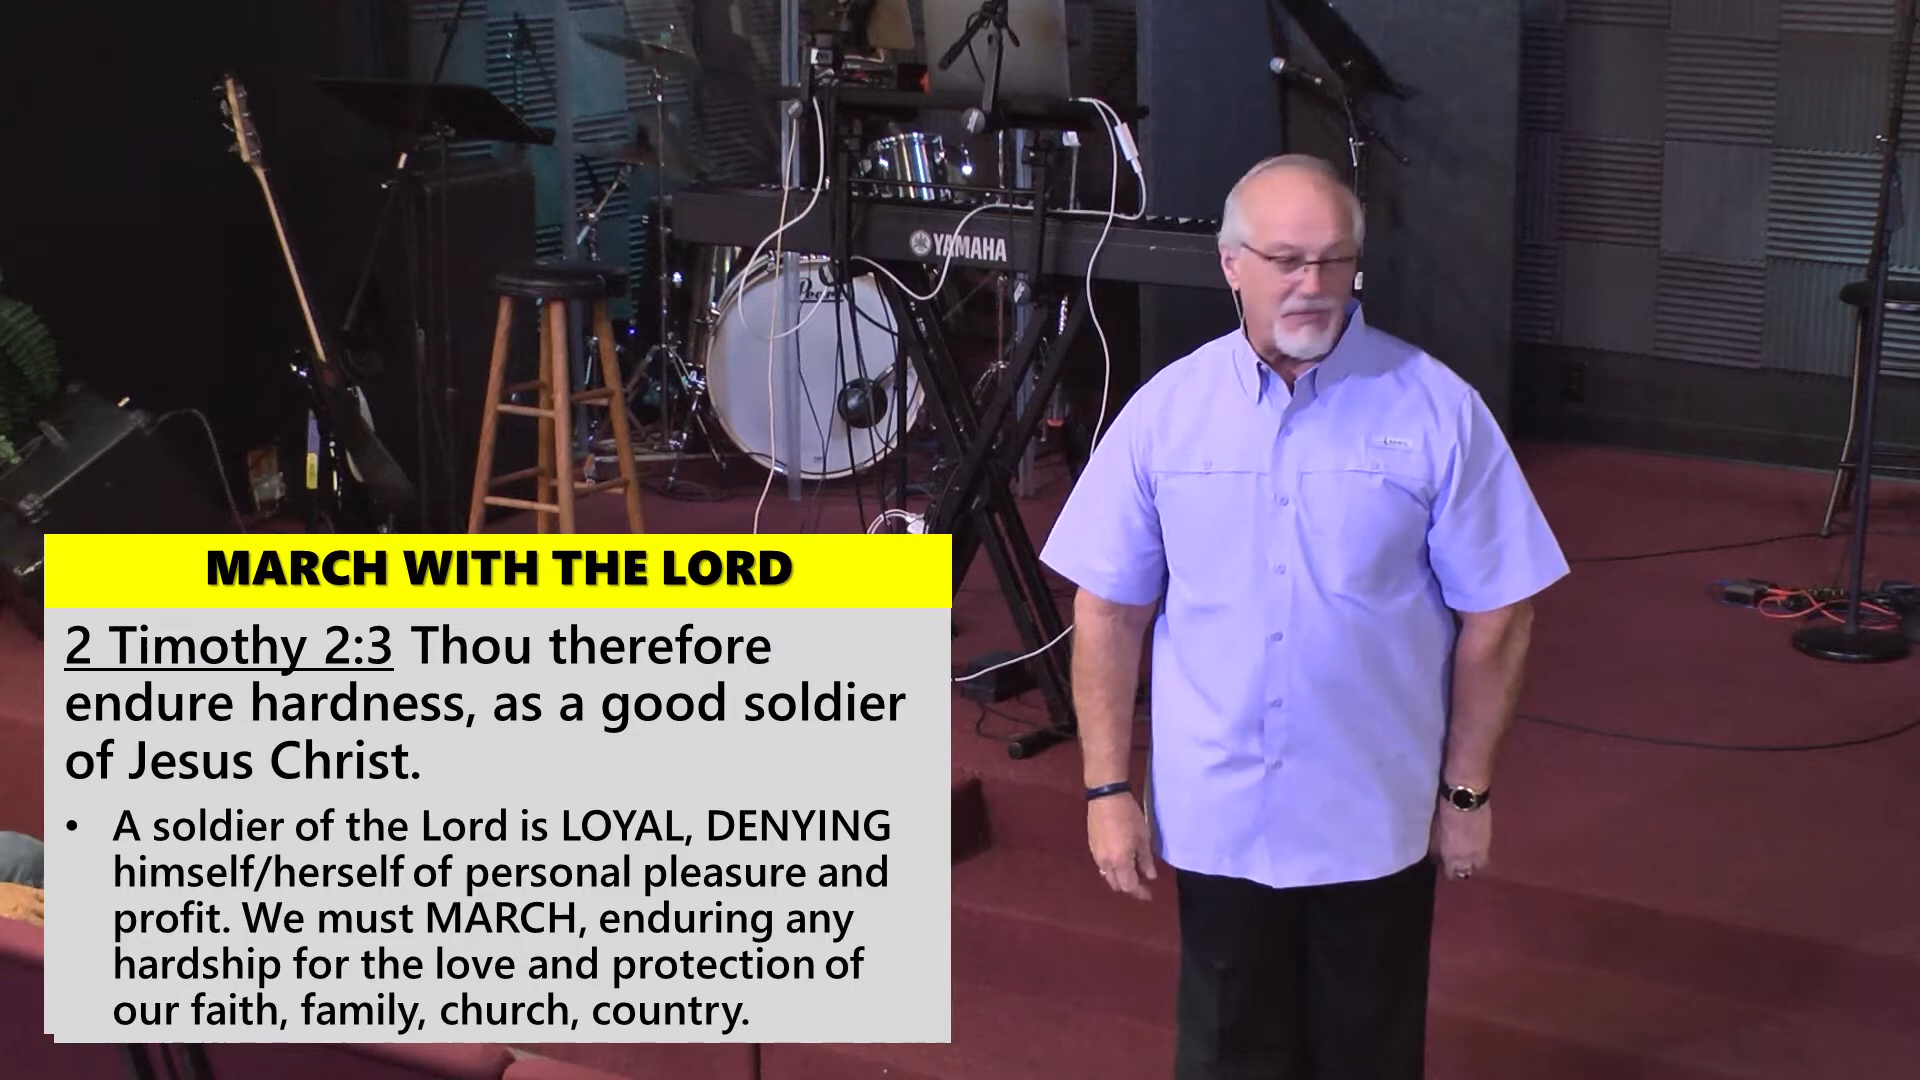 YAMAHA
Pearl
MARCH WITH THE LORD
2 Timothy 2:3 Thou therefore
endure hardness, as a good soldier
of Jesus Christ.
• A soldier of the Lord is LOYAL, DENYING
himself/herself of personal pleasure and
profit. We must MARCH, enduring any
hardship for the love and protection of
our faith, family, church, country.